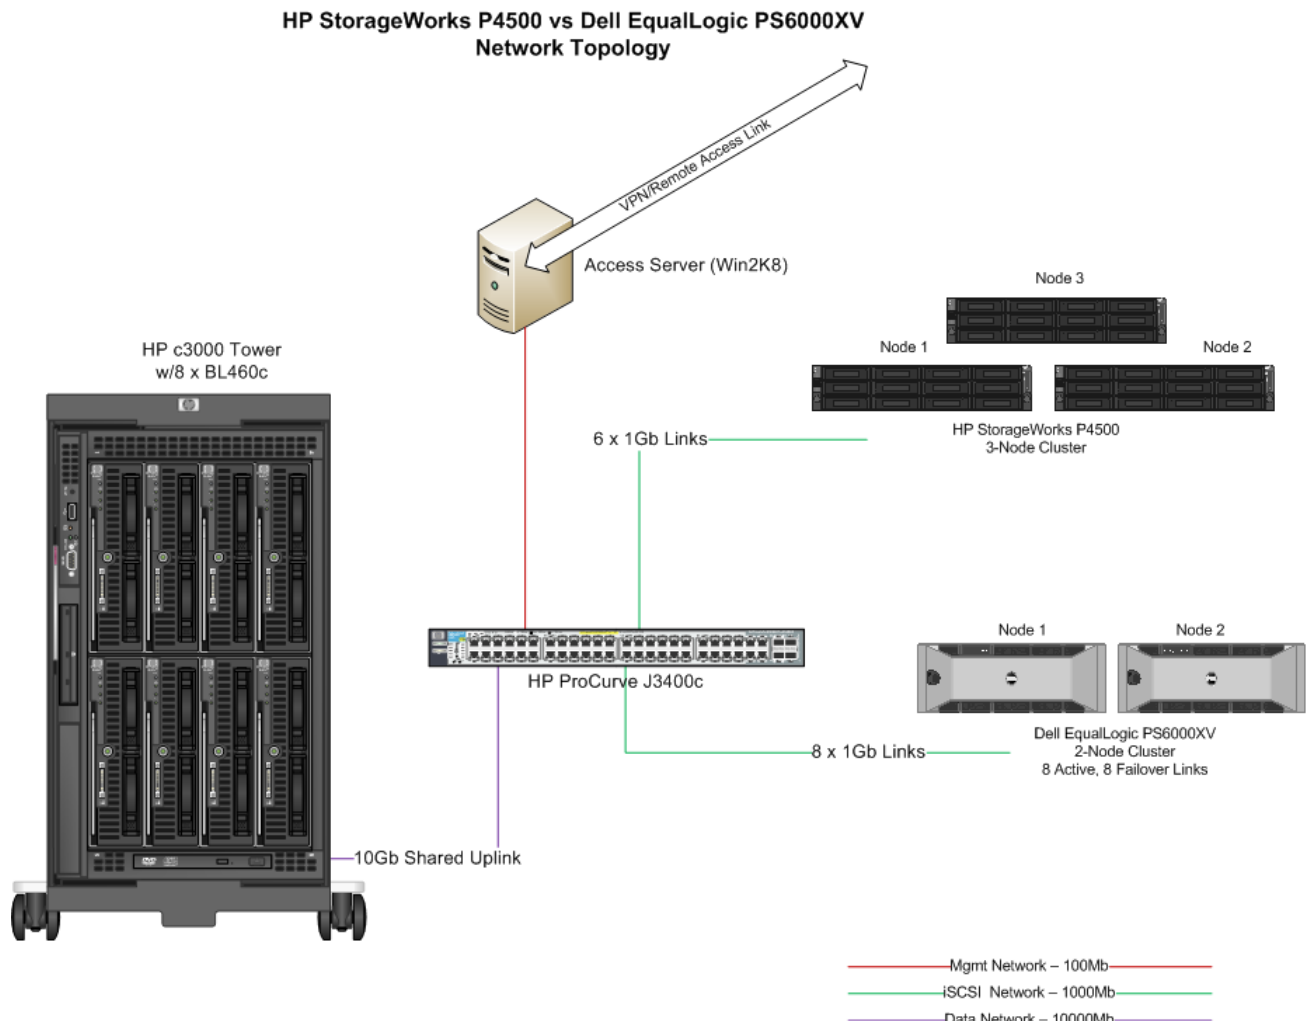 HP StorageWorks P4500 vs Dell EqualLogic PS6000XV
Network Topology
VPN/Remote Access Link
Access Server (Win2K8)
Node 3
Node 1
Node 2
HP StorageWorks P4500
3-Node Cluster
HP c3000 Tower
w/8 x BL460c
6 x 1Gb Links
HP ProCurve J3400c
Node 1
Node 2
Dell EqualLogic PS6000XV
2-Node Cluster
8 Active, 8 Failover Links
8 x 1Gb Links
10Gb Shared Uplink
Mgmt Network – 100Mb
iSCSI Network – 1000Mb
Data Network – 10000Mb